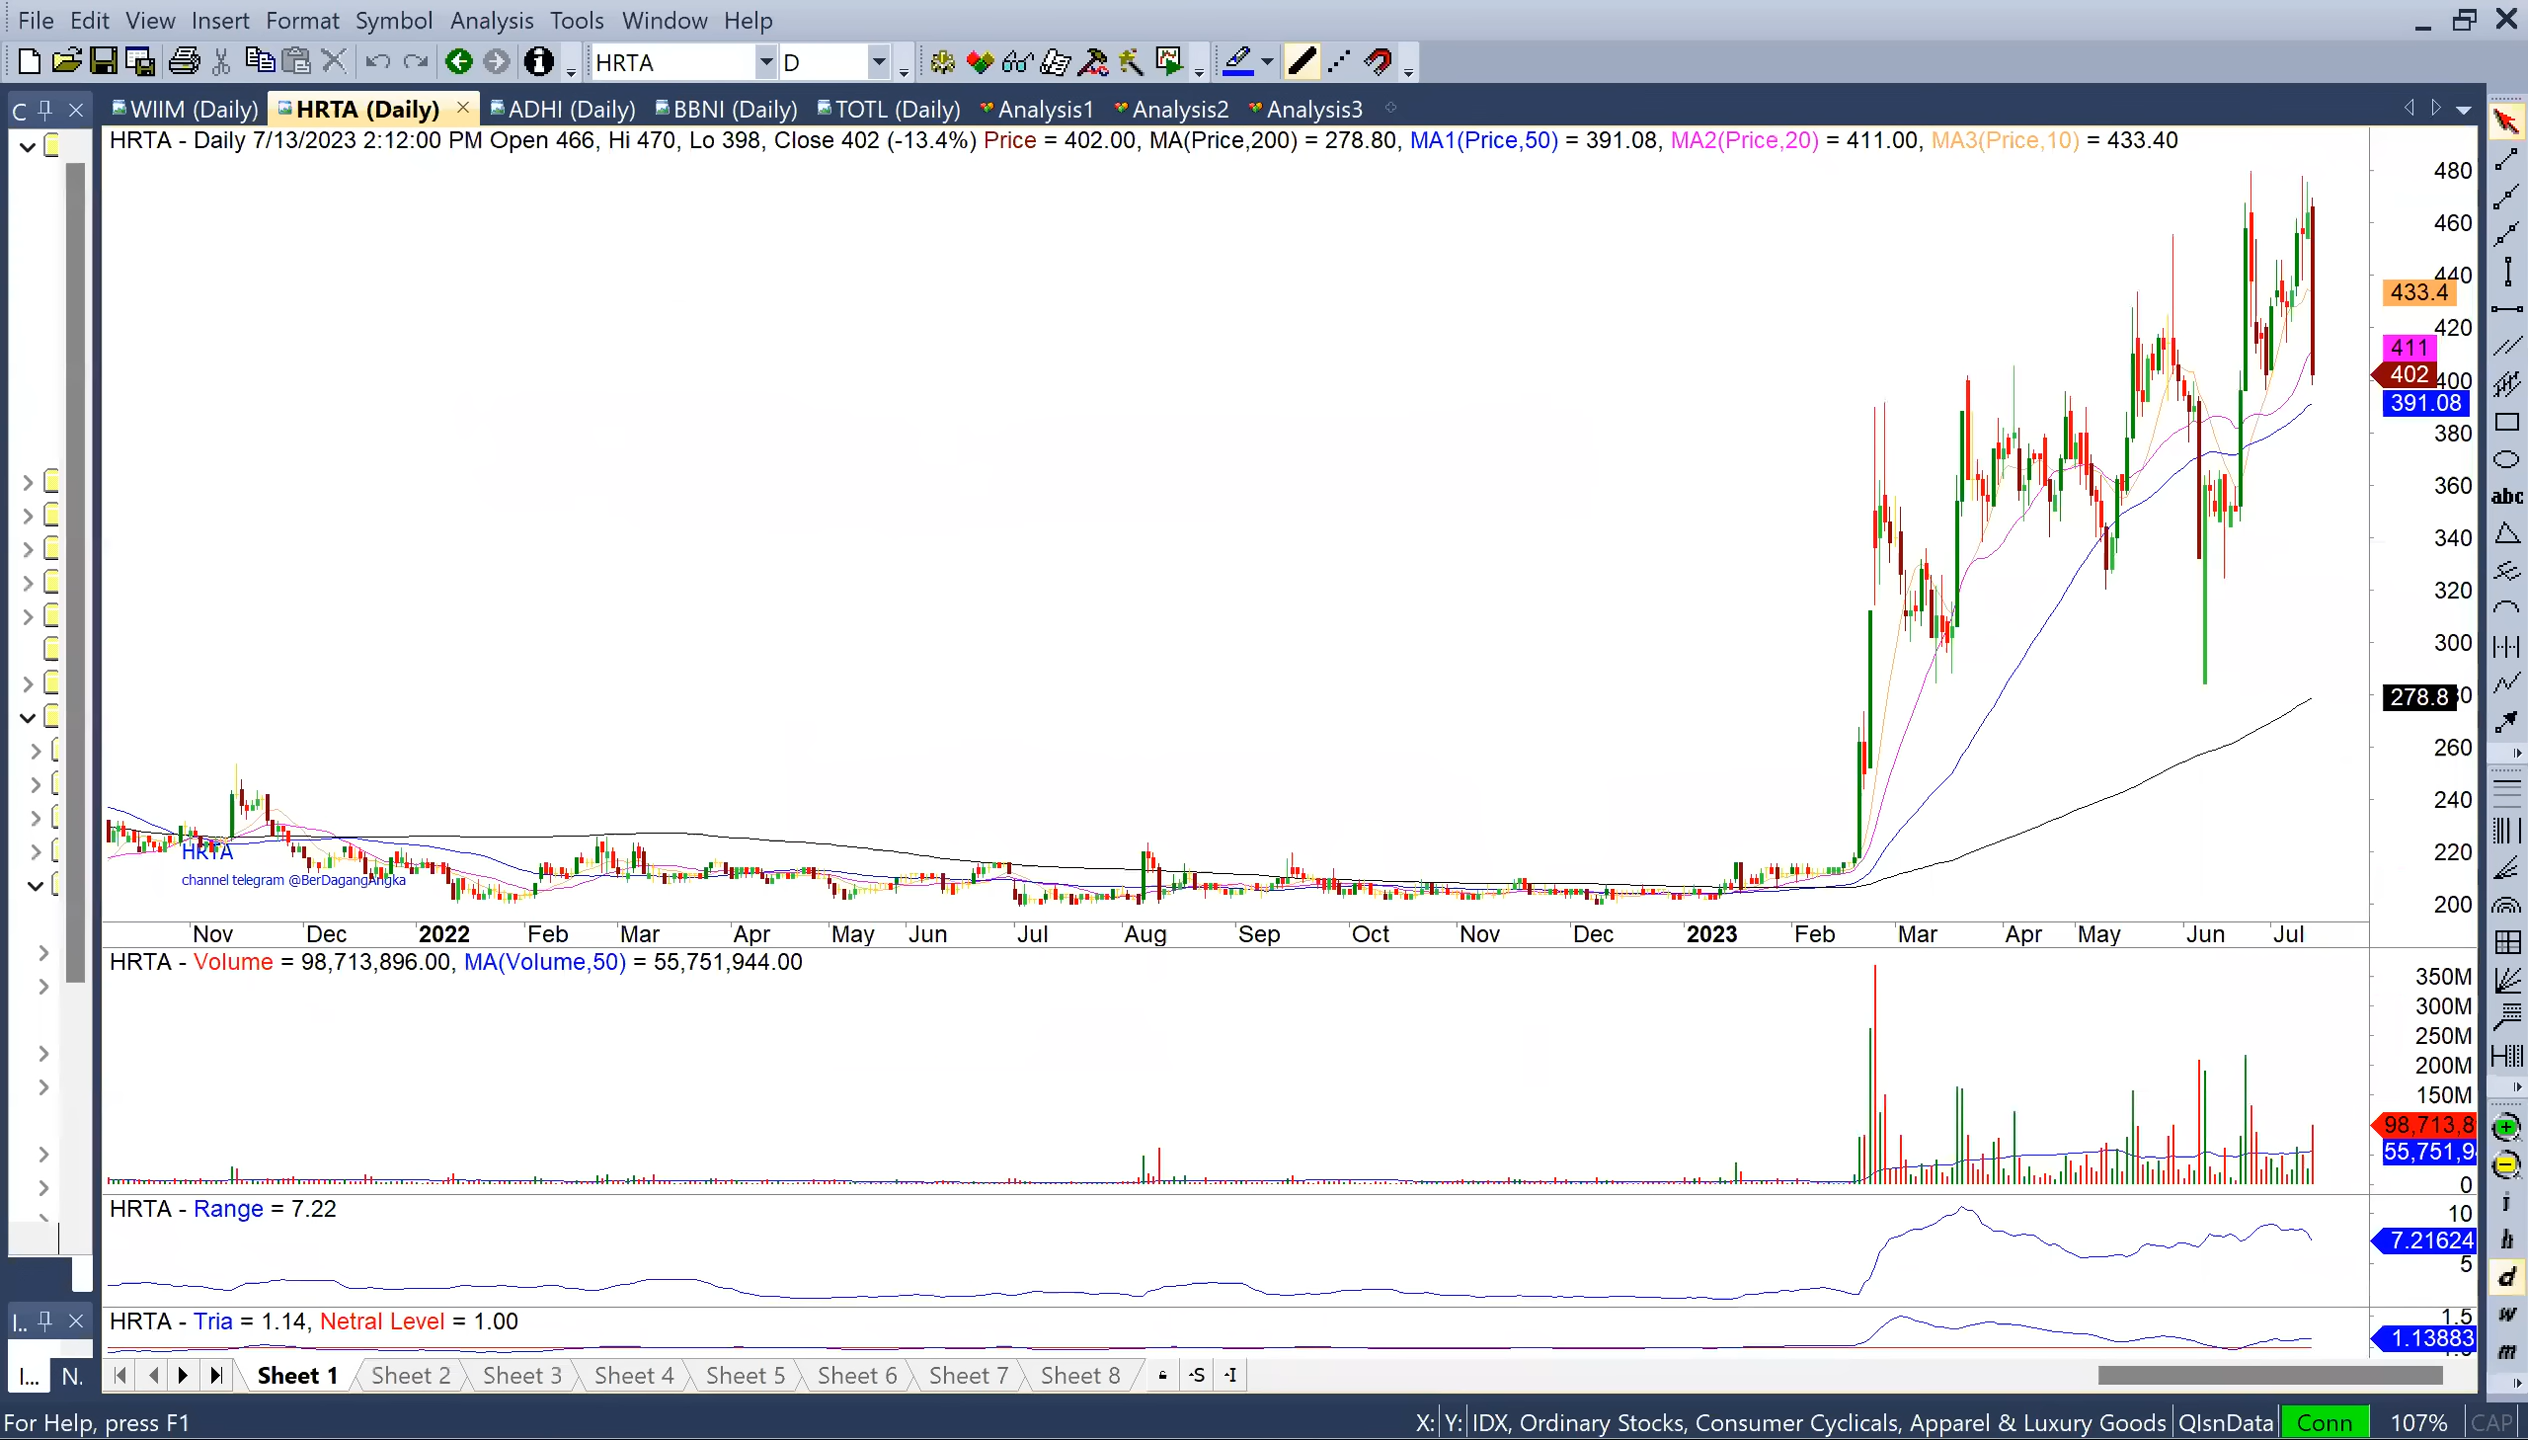 File Edit View Insert Format Symbol Analysis Tools Window Help
HRTA D
C WIIM (Daily) HRTA (Daily) ADHI (Daily) BBNI (Daily) TOTL (Daily) Analysis1 Analysis2 Analysis3
HRTA - Daily 7/13/2023 2:12:00 PM Open 466, Hi 470, Lo 398, Close 402 (-13.4%) Price = 402.00, MA(Price,200) = 278.80, MA1(Price,50) = 391.08, MA2(Price,20) = 411.00, MA3(Price,10) = 433.40
480
460
440
433.4
420
411
402
400
391.08
380
360
340
320
300
278.8
260
240
220
200
HRTA
channel telegram @BerDagangAngka
Nov Dec 2022 Feb Mar Apr May Jun Jul Aug Sep Oct Nov Dec 2023 Feb Mar Apr May Jun Jul
HRTA - Volume = 98,713,896.00, MA(Volume,50) = 55,751,944.00
350M
300M
250M
200M
150M
98,713,8
55,751,9
0
HRTA - Range = 7.22
10
7.21624
5
HRTA - Tria = 1.14, Netral Level = 1.00
1.5
1.13883
abc
i
h
d
w
m
I... N.
Sheet 1 Sheet 2 Sheet 3 Sheet 4 Sheet 5 Sheet 6 Sheet 7 Sheet 8 -S -I
For Help, press F1
X: Y: IDX, Ordinary Stocks, Consumer Cyclicals, Apparel & Luxury Goods QIsnData Conn 107% CAP